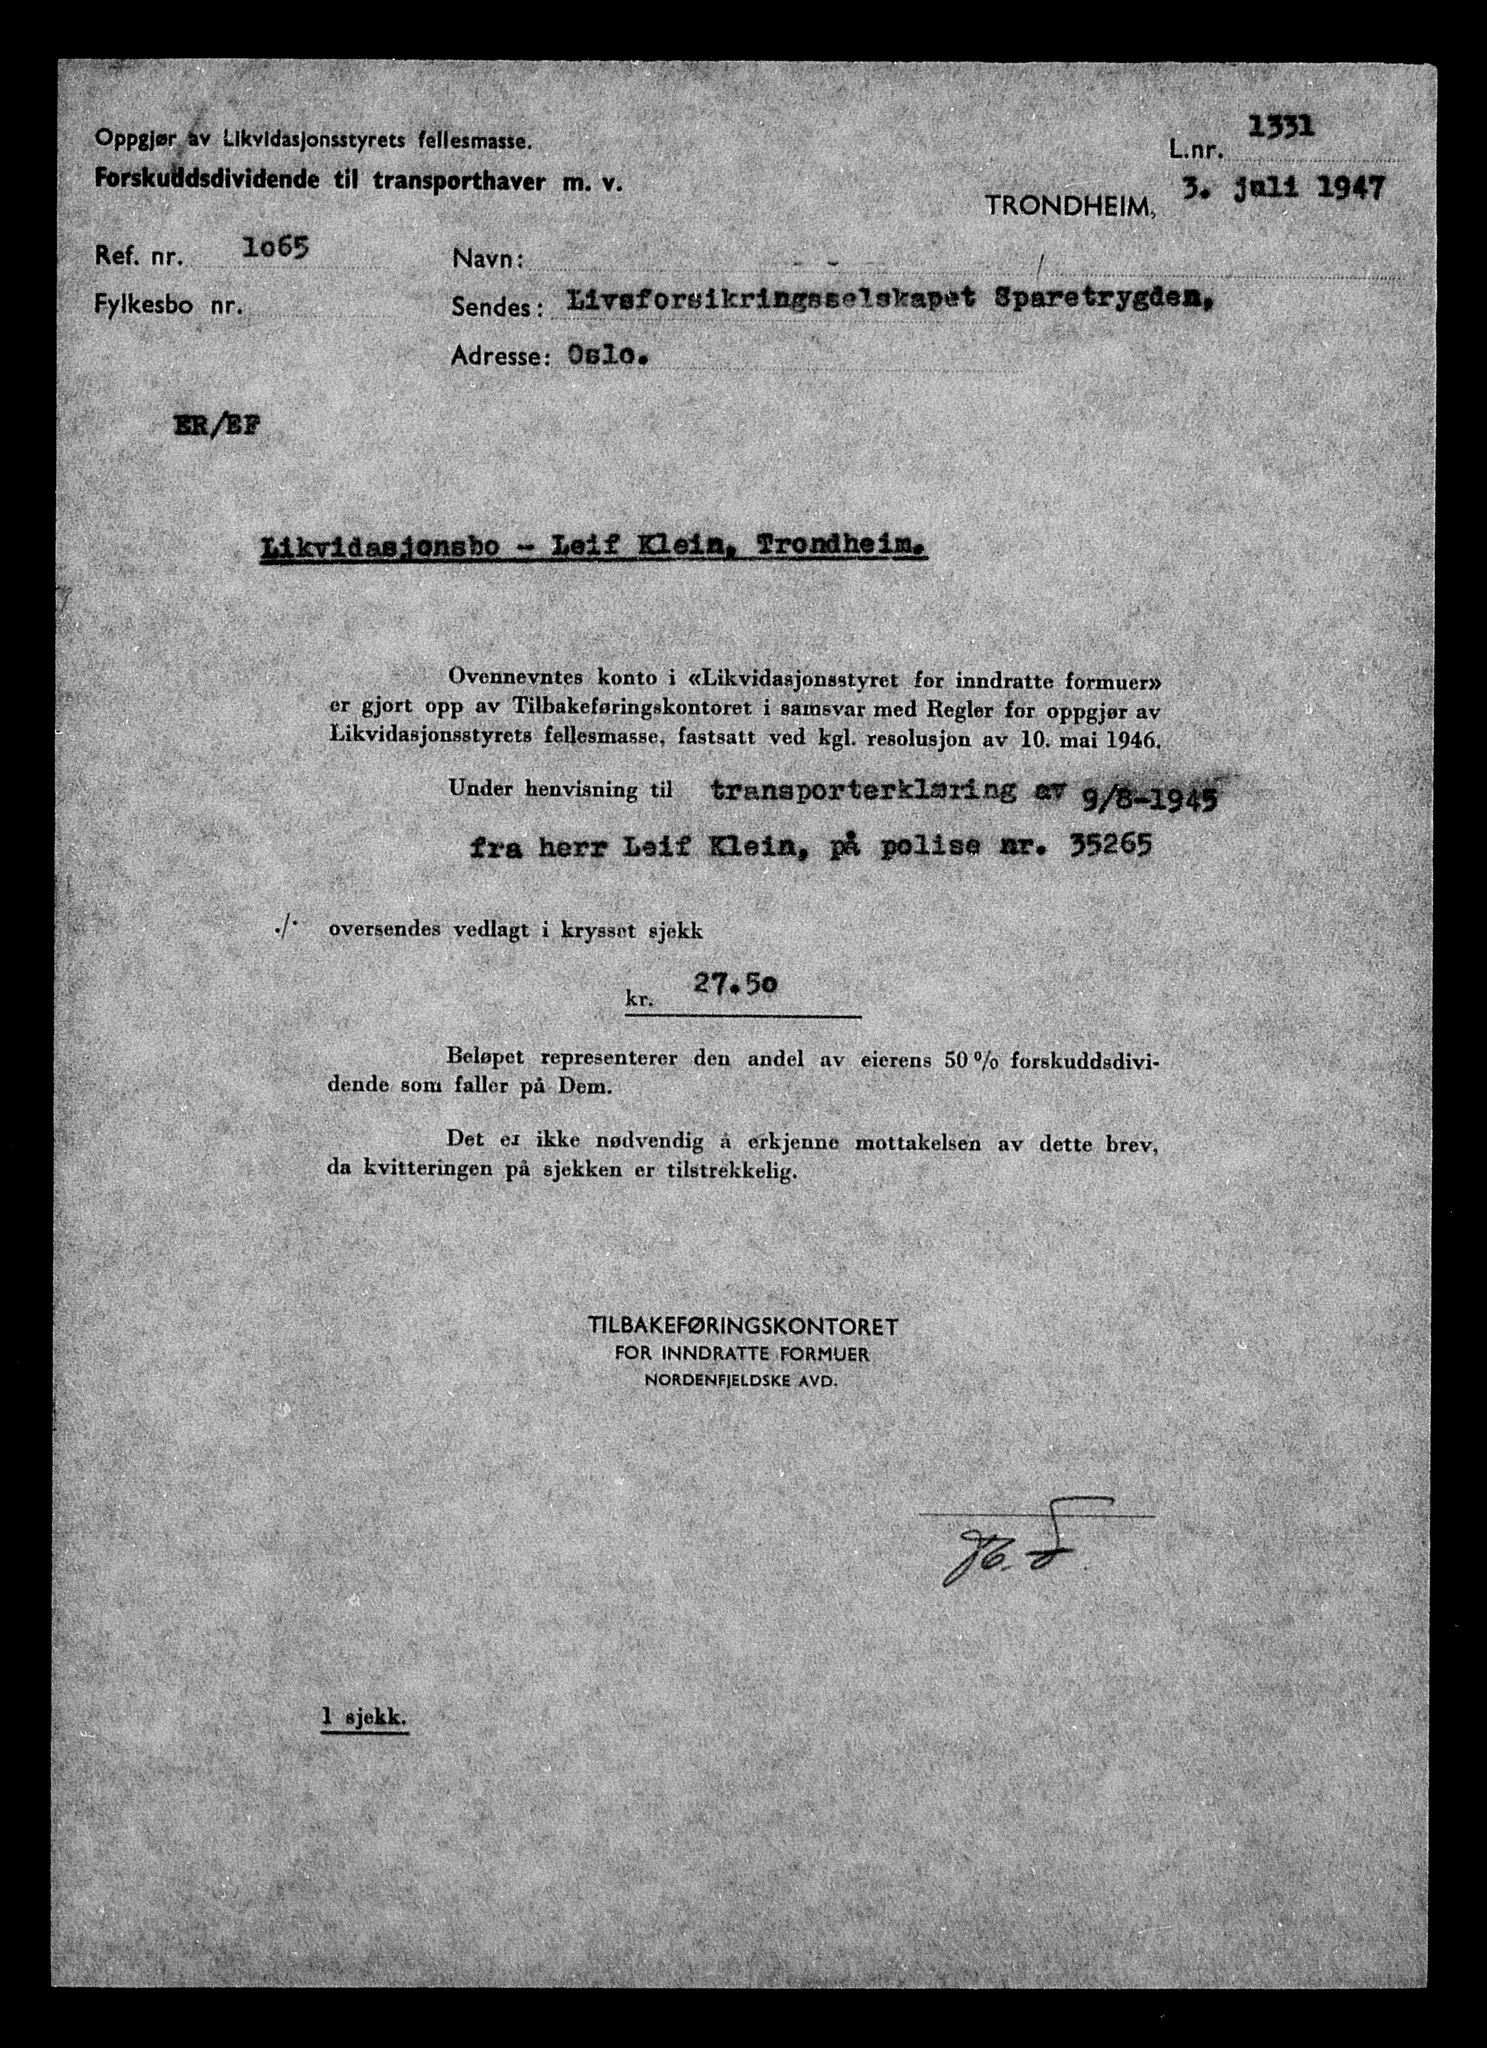 Oppgjør av Likvidasjonsstyrets fellesmasse.
Forskuddsdividende til transporthaver m. v.
L.nr. 1331
TRONDHEIM, 3. juli 1947
Ref. nr. 1o65
Navn: - -
Fylkesbo nr.
Sendes: Livsforsikringsselskapet Sparetrygden,
Adresse: Oslo.
ER/EF
Likvidasjonsbo - Leif Klein, Trondheim.
Ovennevntes konto i «Likvidasjonsstyret for inndratte formuer»
er gjort opp av Tilbakeføringskontoret i samsvar med Regler for oppgjør av
Likvidasjonsstyrets fellesmasse, fastsatt ved kgl. resolusjon av 10. mai 1946.
Under henvisning til transporterklæring av 9/8-1945
fra herr Leif Klein, på polise nr. 35265
./. oversendes vedlagt i krysset sjekk
kr. 27.5o
Beløpet representerer den andel av eierens 50 % forskuddsdivi-
dende som faller på Dem.
Det er ikke nødvendig å erkjenne mottakelsen av dette brev,
da kvitteringen på sjekken er tilstrekkelig.
TILBAKEFØRINGSKONTORET
FOR INNDRATTE FORMUER
NORDENFJELDSKE AVD.
1 sjekk.